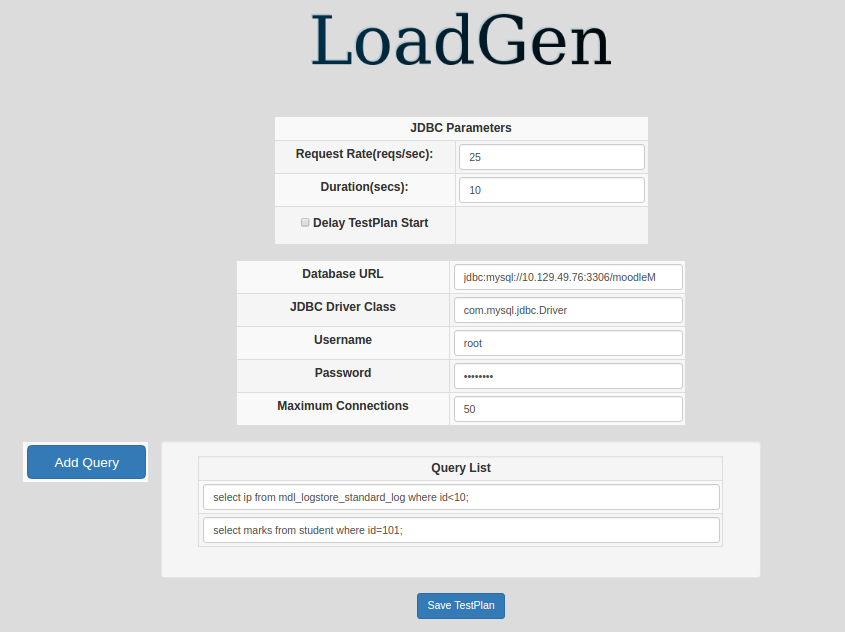 LoadGen
JDBC Parameters
Request Rate(reqs/sec): 25
Duration(secs): 10
Delay TestPlan Start
Database URL jdbc:mysql://10.129.49.76:3306/moodleM
JDBC Driver Class com.mysql.jdbc.Driver
Username root
Password ••••••••
Maximum Connections 50
Add Query
Query List
select ip from mdl_logstore_standard_log where id<10;
select marks from student where id=101;
Save TestPlan